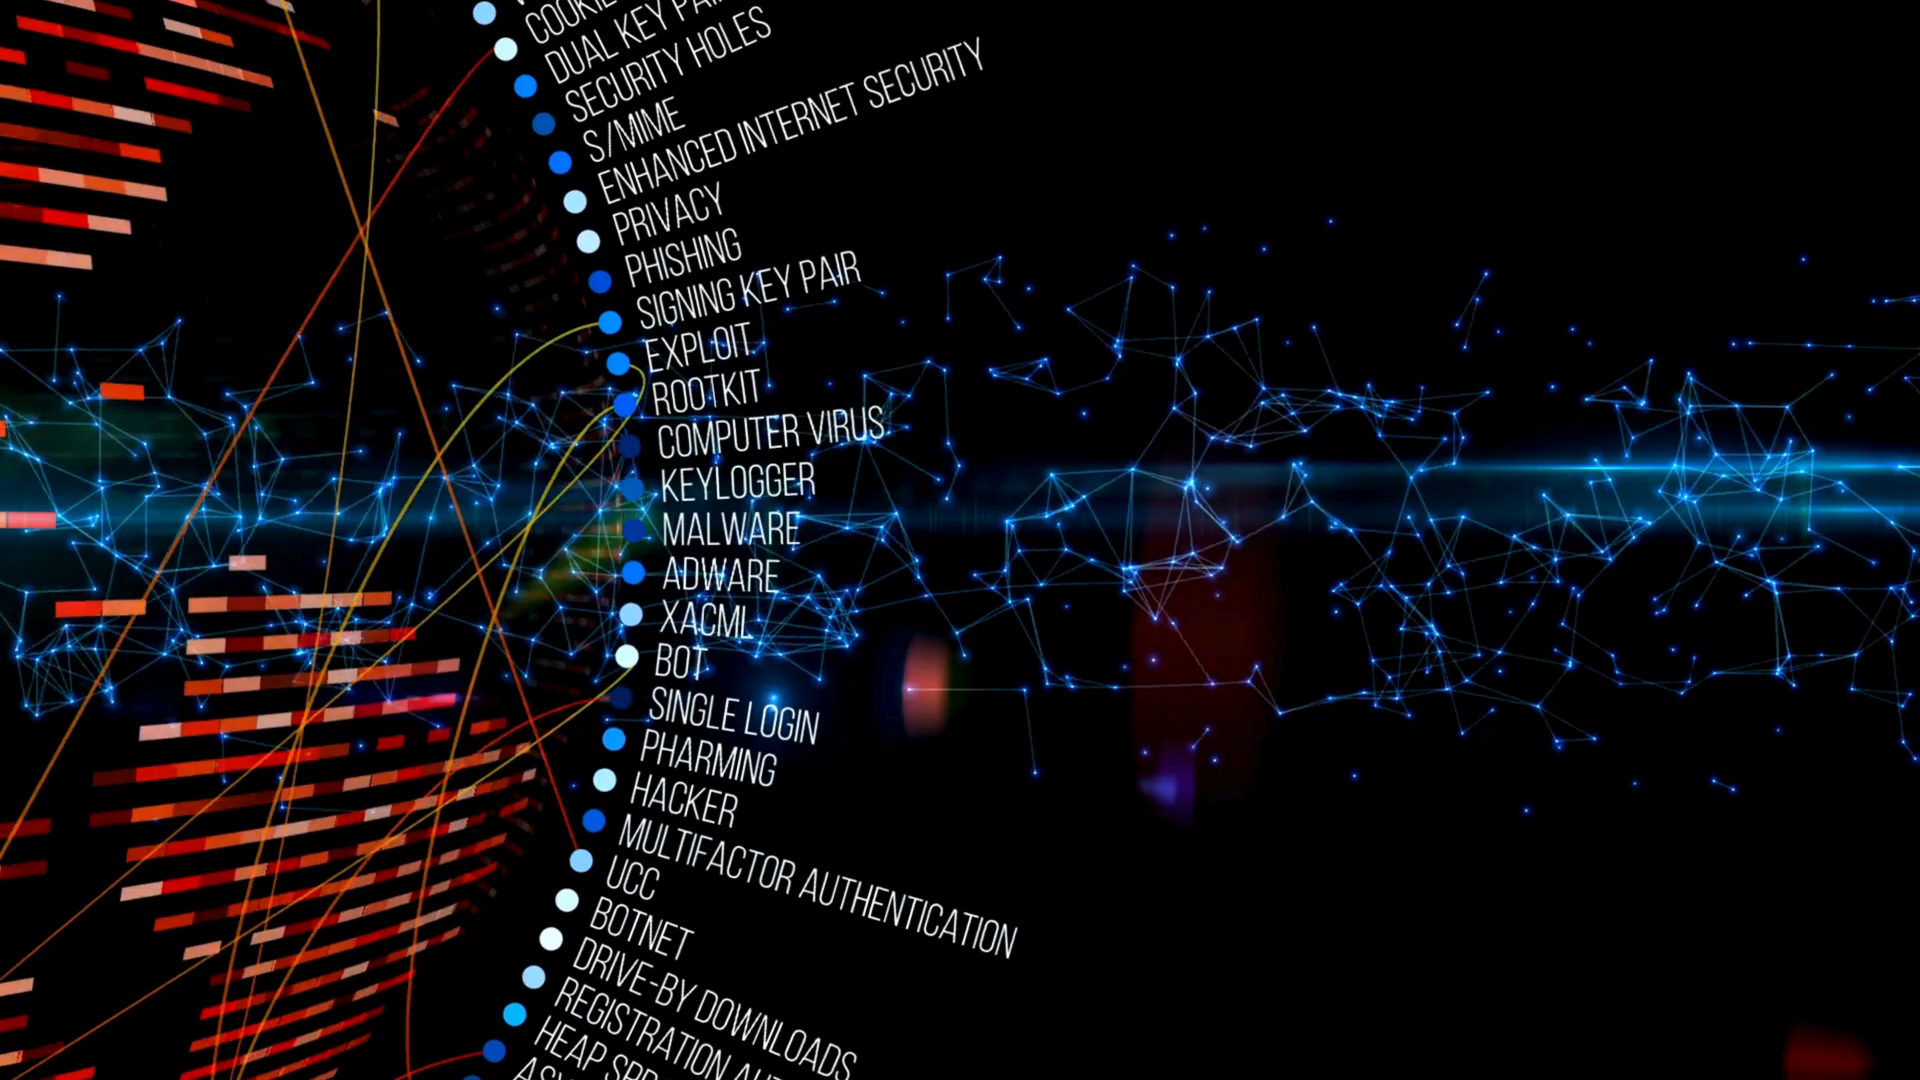 DUAL KEY
SECURITY HOLES
S/MIME
ENHANCED INTERNET SECURITY
PRIVACY
PHISHING
SIGNING KEY PAIR
EXPLOIT
ROOTKIT
COMPUTER VIRUS
KEYLOGGER
MALWARE
ADWARE
XACML
BOT
SINGLE LOGIN
PHARMING
HACKER
MULTIFACTOR AUTHENTICATION
UCC
BOTNET
DRIVE-BY DOWNLOADS
REGISTRATION
HEAP